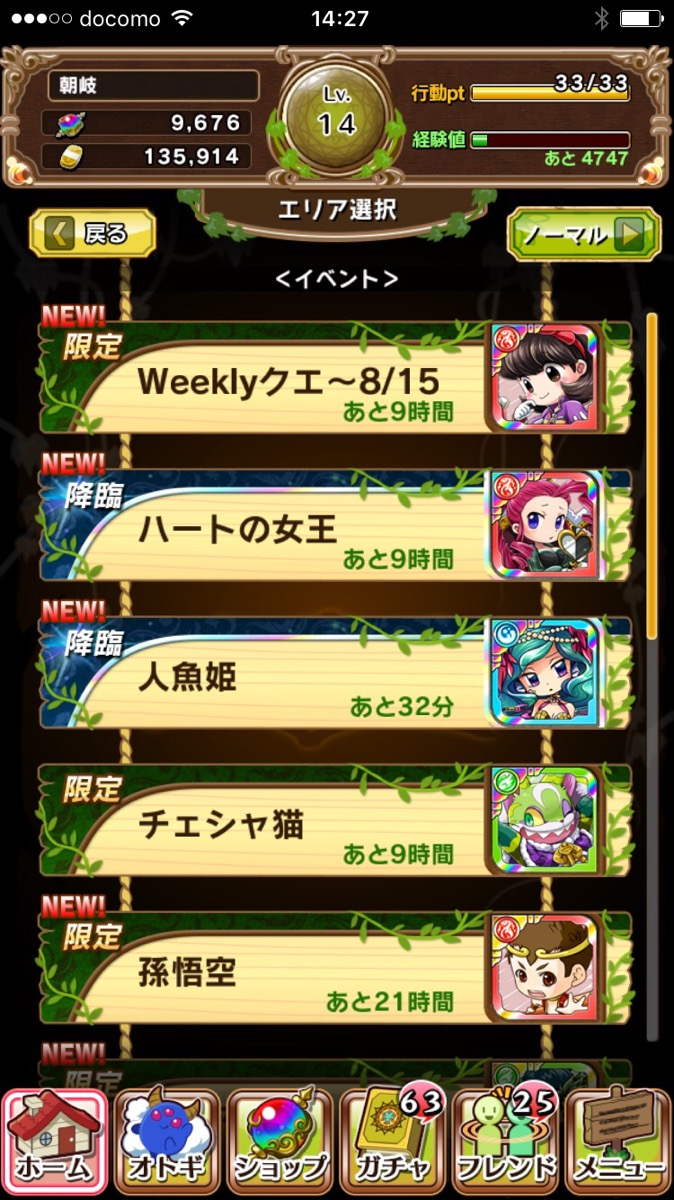 docomo 14:27
朝岐
9,676
135,914
Lv.
14
行動pt 33/33
経験値
あと4747
戻る
エリア選択
ノーマル
<イベント>
NEW!
限定
Weeklyクエ~8/15
あと9時間
NEW!
降臨
ハートの女王
あと9時間
NEW!
降臨
人魚姫
あと32分
限定
チェシャ猫
あと9時間
NEW!
限定
孫悟空
あと21時間
NEW!
限定
ホーム
オトギ
ショップ
63
ガチャ
25
フレンド
メニュー